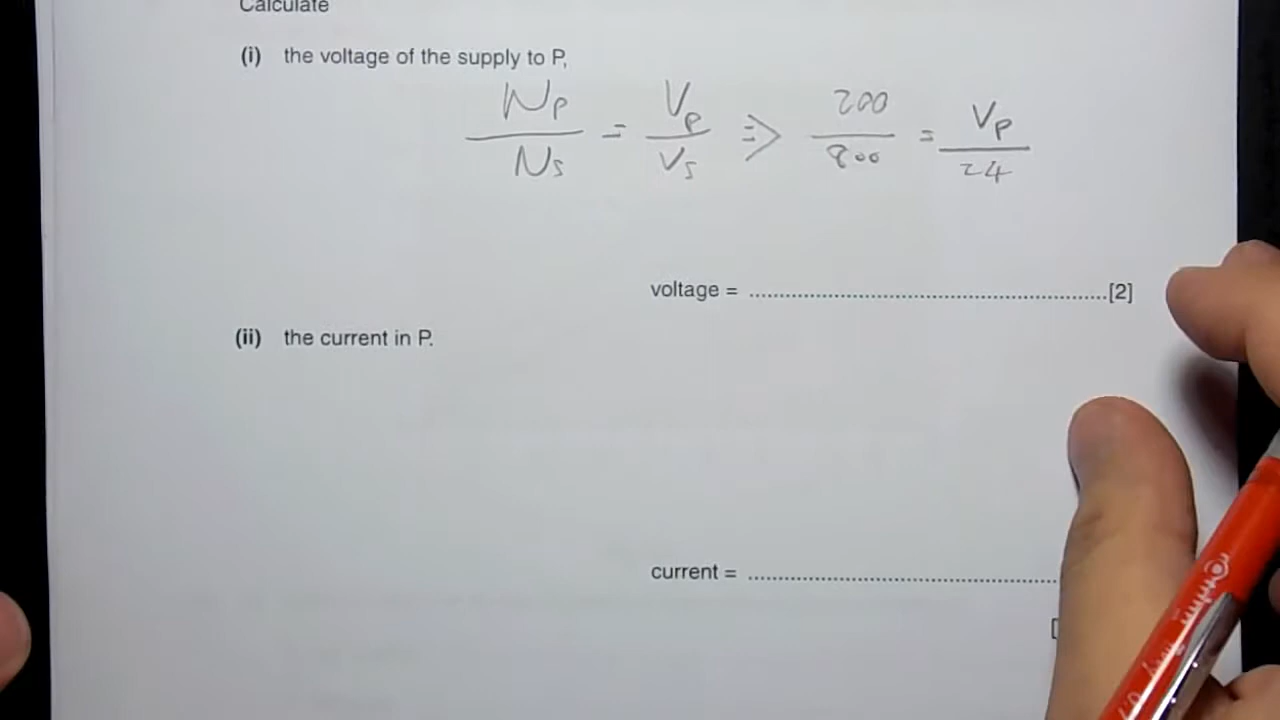 Calculate
(i) the voltage of the supply to P,
Np/Ns = Vp/Vs ⇒ 200/800 = Vp/24
voltage = ..................................................................[2]
(ii) the current in P.
current = ....................................................
[
rotring